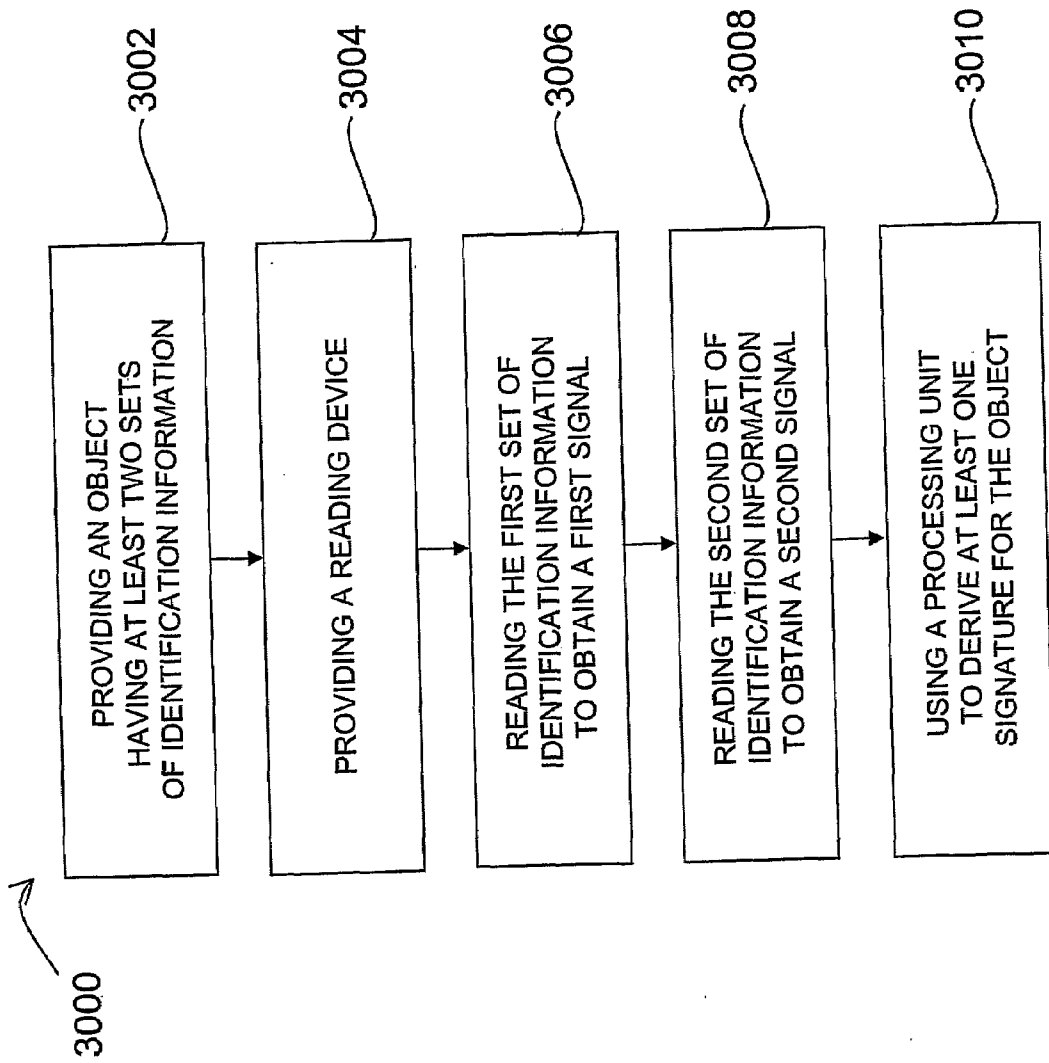 3000
PROVIDING AN OBJECT
HAVING AT LEAST TWO SETS
OF IDENTIFICATION INFORMATION
3002
PROVIDING A READING DEVICE
3004
READING THE FIRST SET OF
IDENTIFICATION INFORMATION
TO OBTAIN A FIRST SIGNAL
3006
READING THE SECOND SET OF
IDENTIFICATION INFORMATION
TO OBTAIN A SECOND SIGNAL
3008
USING A PROCESSING UNIT
TO DERIVE AT LEAST ONE
SIGNATURE FOR THE OBJECT
3010